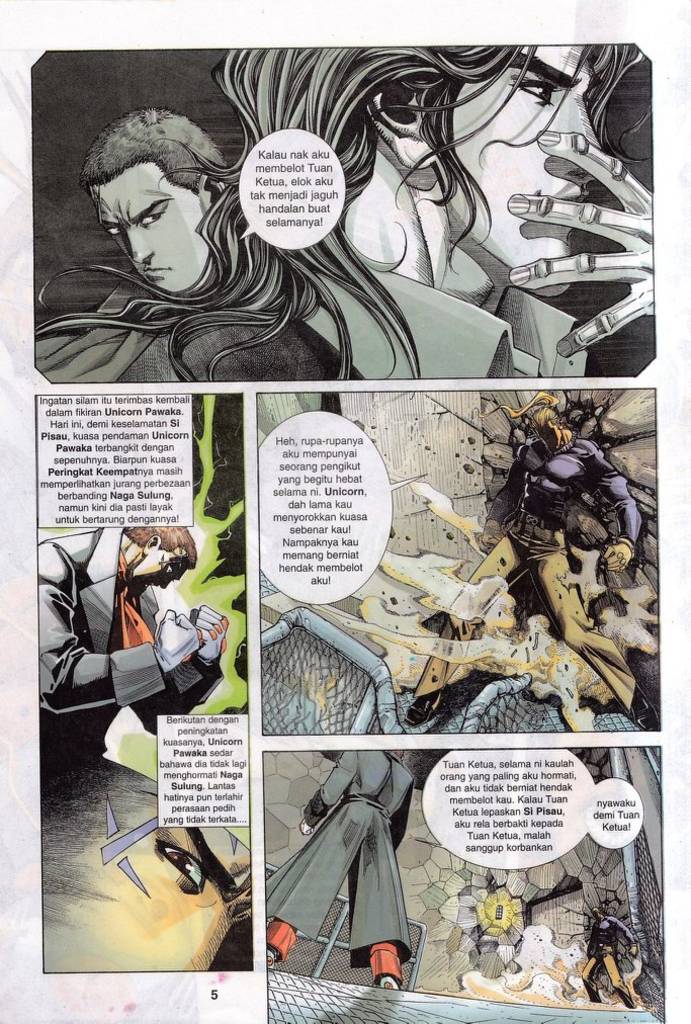 Kalau nak aku
membelot Tuan
Ketua, elok aku
tak menjadi jaguh
handalan buat
selamanya!
Ingatan silam itu terimbas kembali
dalam fikiran Unicorn Pawaka.
Hari ini, demi keselamatan Si
Pisau, kuasa pendaman Unicorn
Pawaka terbangkit dengan
sepenuhnya. Biarpun kuasa
Peringkat Keempatnya masih
memperlihatkan jurang perbezaan
berbanding Naga Sulung,
namun kini dia pasti layak
untuk bertarung dengannya!
Heh, rupa-rupanya
aku mempunyai
seorang pengikut
yang begitu hebat
selama ni. Unicorn,
dah lama kau
menyorokkan kuasa
sebenar kau!
Nampaknya kau
memang berniat
hendak membelot
aku!
Berikutan dengan
peningkatan
kuasanya, Unicorn
Pawaka sedar
bahawa dia tidak lagi
menghormati Naga
Sulung. Lantas
hatinya pun terlahir
perasaan pedih
yang tidak terkata....
Tuan Ketua, selama ni kaulah
orang yang paling aku hormati,
dan aku tidak berniat hendak
membelot kau. Kalau Tuan
Ketua lepaskan Si Pisau,
aku rela berbakti kepada
Tuan Ketua, malah
sanggup korbankan
nyawaku
demi Tuan
Ketua!
5